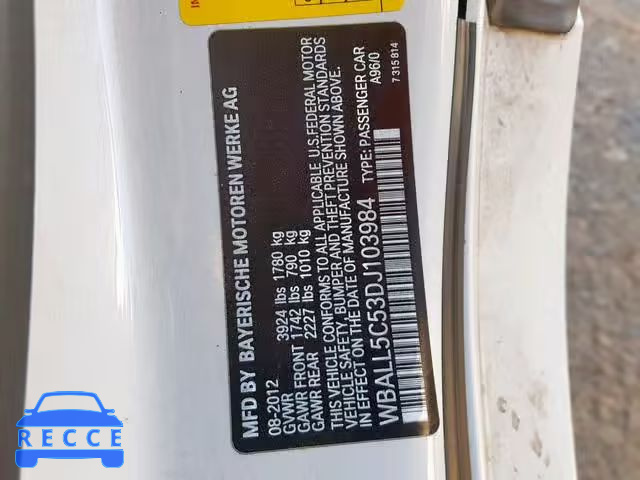 MFD BY BAYERISCHE MOTOREN WERKE AG
08-2012
GVWR 3924 lbs 1780 kg
GAWR FRONT 1742 lbs 790 kg
GAWR REAR 2227 lbs 1010 kg
THIS VEHICLE CONFORMS TO ALL APPLICABLE U.S. FEDERAL MOTOR
VEHICLE SAFETY, BUMPER AND THEFT PREVENTION STANDARDS
IN EFFECT ON THE DATE OF MANUFACTURE SHOWN ABOVE.
WBALL5C53DJ103984 TYPE: PASSENGER CAR
A96/0
7 315 814
RECCE